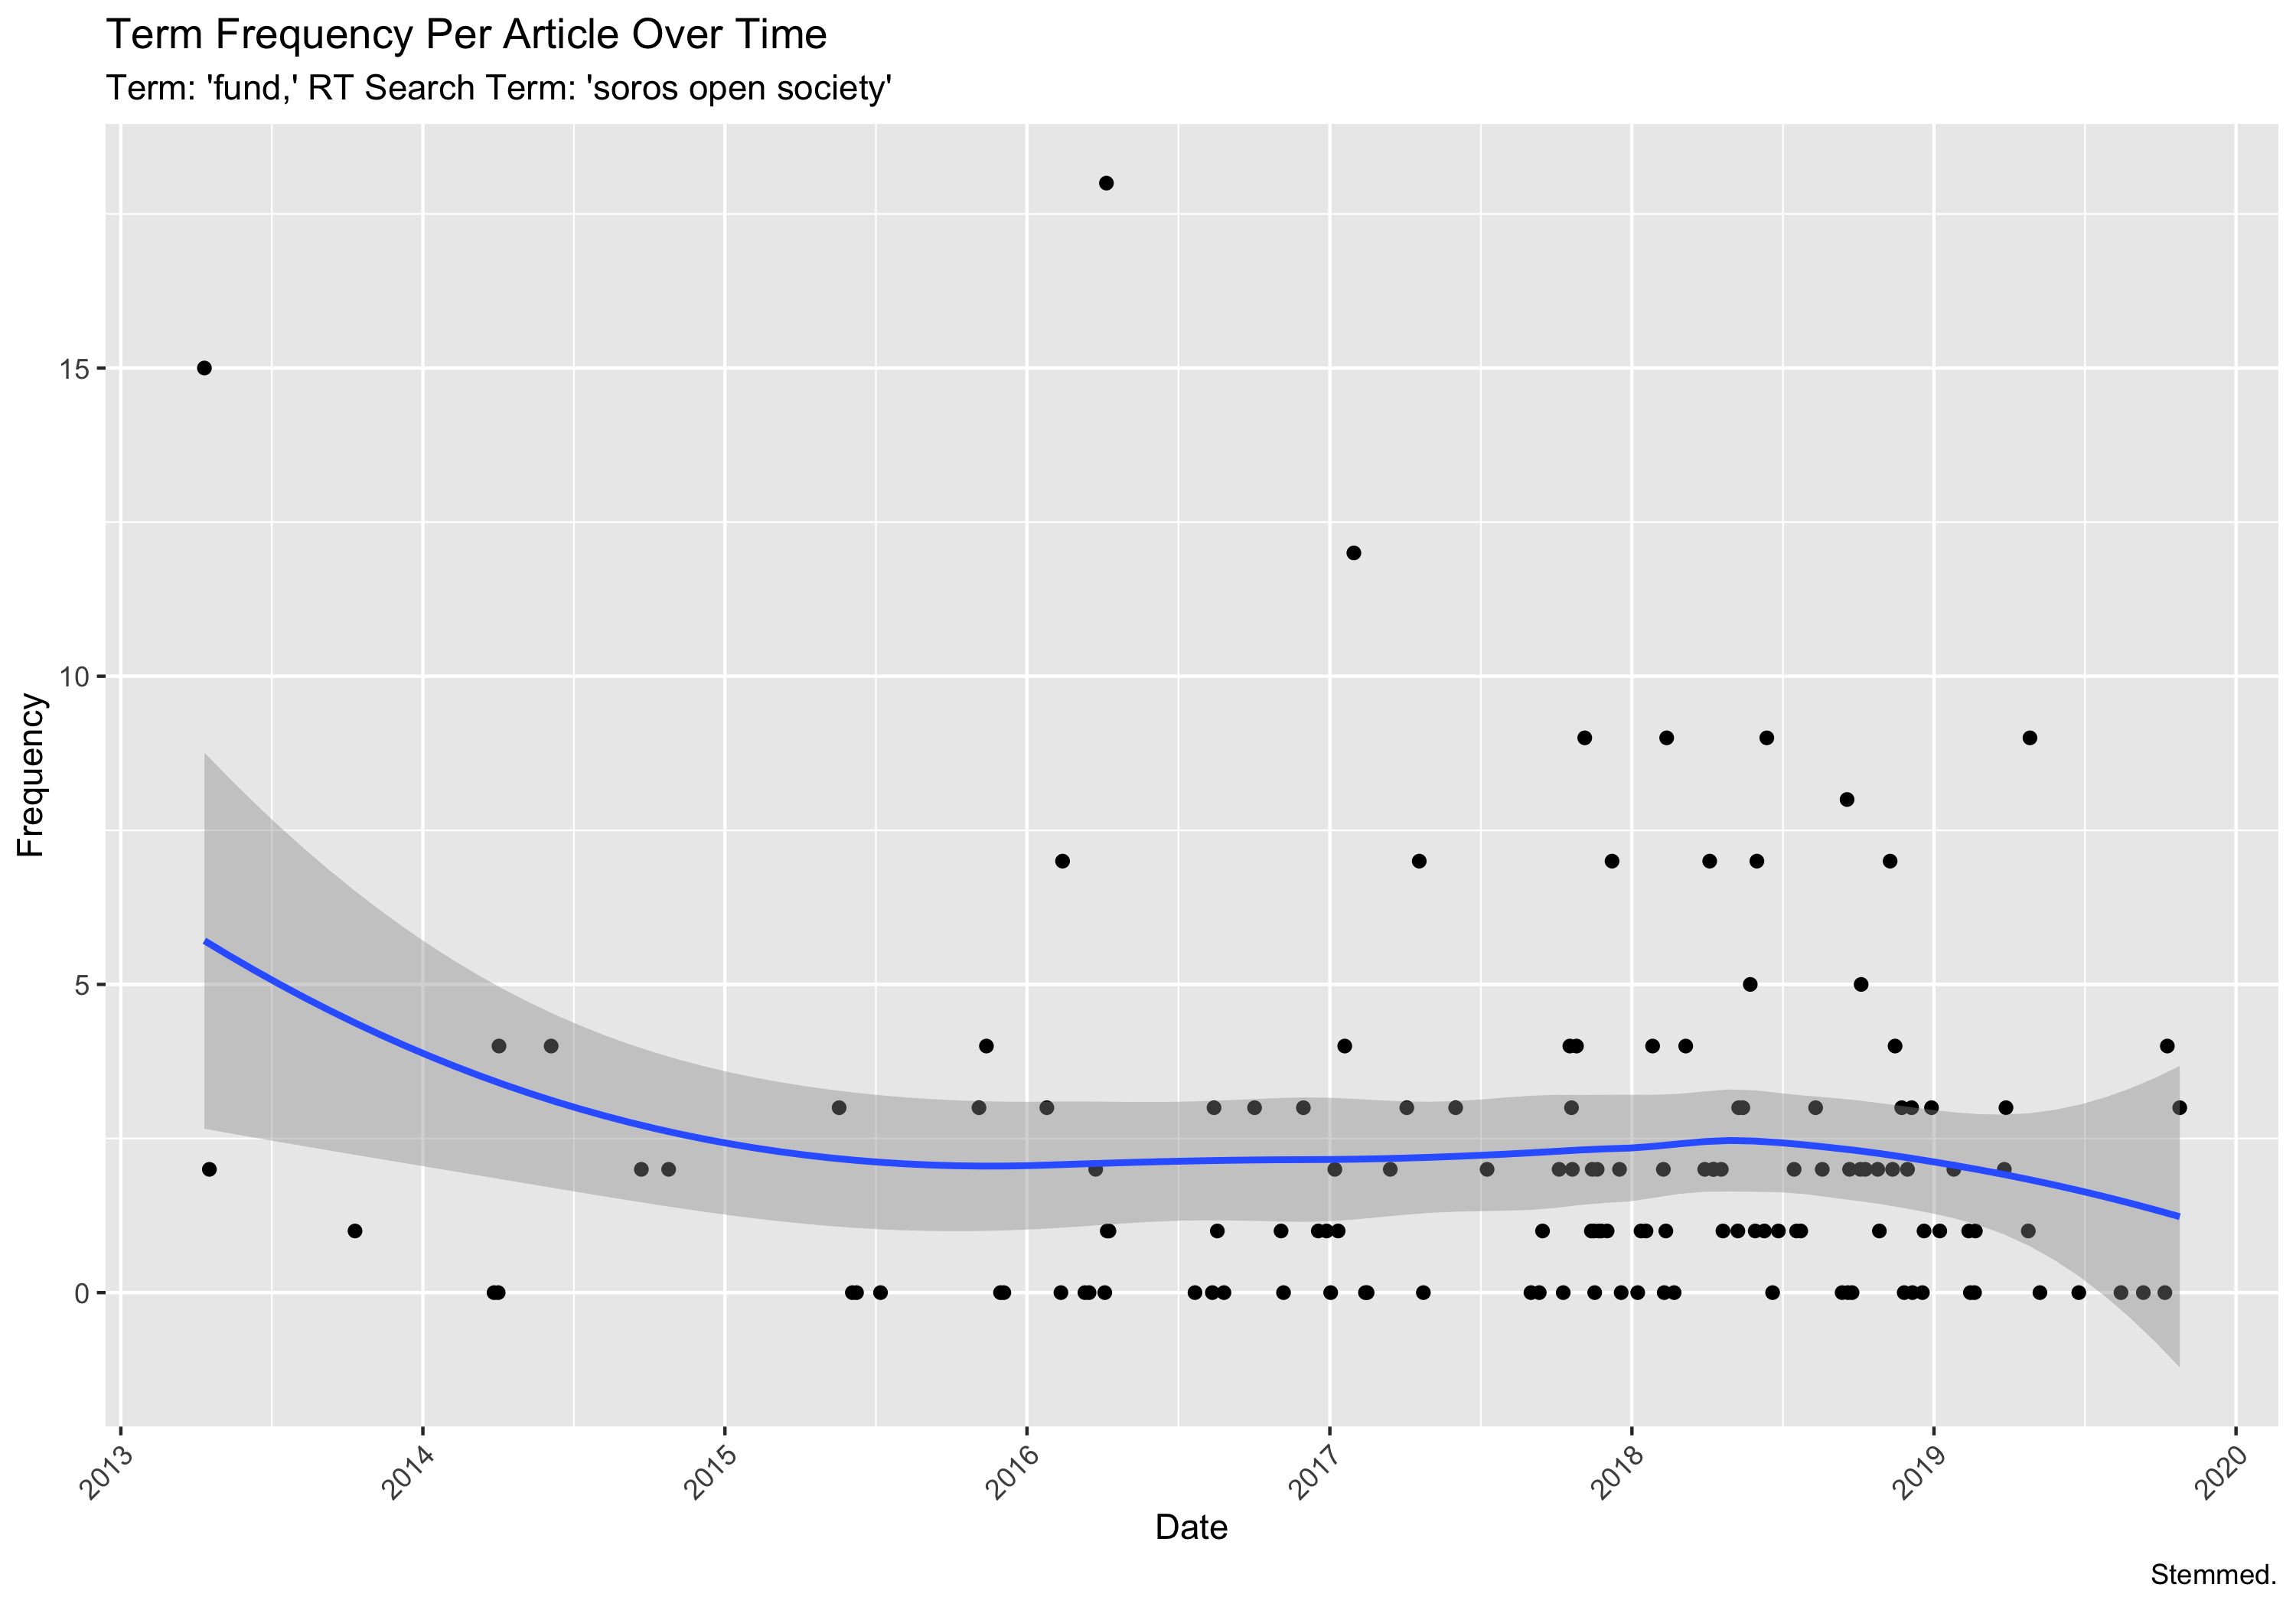 Term Frequency Per Article Over Time
Term: 'fund,' RT Search Term: 'soros open society'
Frequency
15
10
5
0
2013
2014
2015
2016
2017
2018
2019
2020
Date
Stemmed.